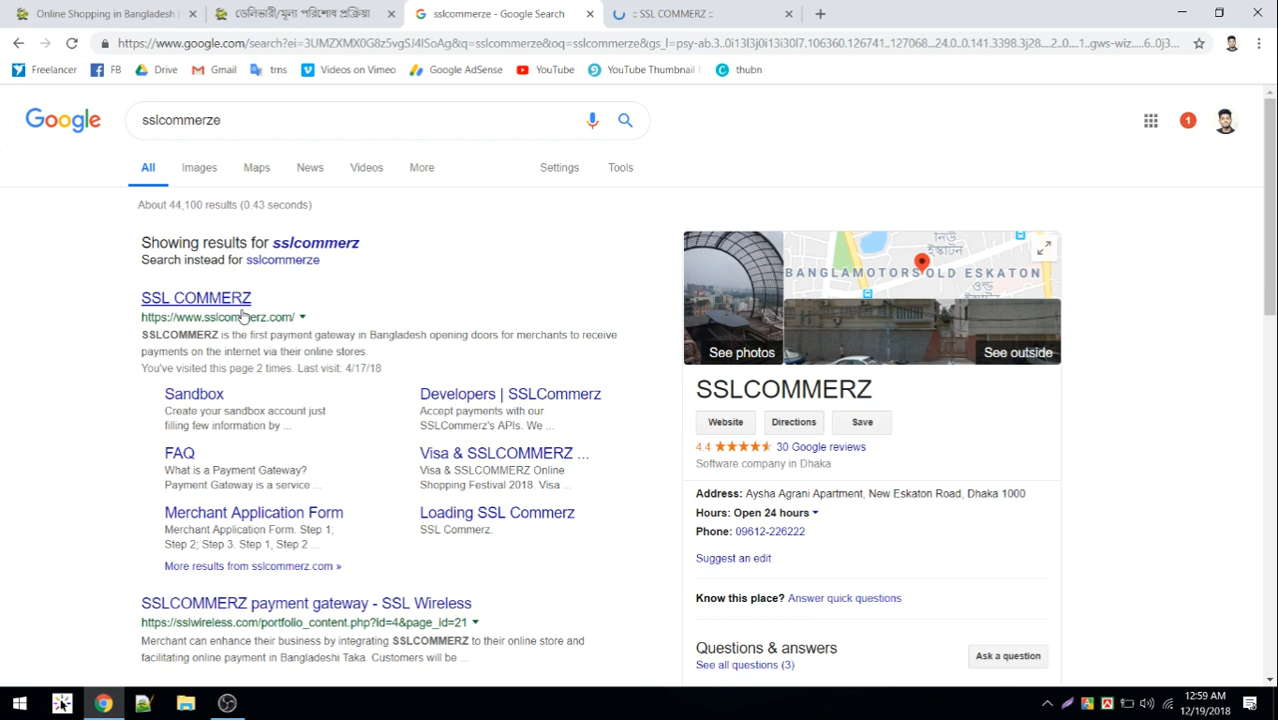 Online Shopping in Bangladesh
ডেলিভারী/মূল্য পরিশোধ প্রক্রিয়া
sslcommerze - Google Search
:: SSL COMMERZ ::
https://www.google.com/search?ei=3UMZXMX0G8z5vgSJ4ISoAg&q=sslcommerze&oq=sslcommerze&gs_l=psy-ab.3..0i13l3j0i13i30l7.106360.126741..127068...24.0..0.141.3398.3j28......2..0....1..gws-wiz.....6..0j3...
Freelancer
FB
Drive
Gmail
trns
Videos on Vimeo
Google AdSense
YouTube
YouTube Thumbnail
thubn
Google
sslcommerze
1
All
Images
Maps
News
Videos
More
Settings
Tools
About 44,100 results (0.43 seconds)
Showing results for sslcommerz
Search instead for sslcommerze
SSL COMMERZ
https://www.sslcommerz.com/
SSLCOMMERZ is the first payment gateway in Bangladesh opening doors for merchants to receive
payments on the internet via their online stores.
You've visited this page 2 times. Last visit: 4/17/18
Sandbox
Create your sandbox account just
filling few information by ...
Developers | SSLCommerz
Accept payments with our
SSLCommerz's APIs. We ...
FAQ
What is a Payment Gateway?
Payment Gateway is a service ...
Visa & SSLCOMMERZ ...
Visa & SSLCOMMERZ Online
Shopping Festival 2018. Visa ...
Merchant Application Form
Merchant Application Form. Step 1;
Step 2; Step 3. Step 1, Step 2 ...
Loading SSL Commerz
SSL Commerz.
More results from sslcommerz.com »
SSLCOMMERZ payment gateway - SSL Wireless
https://sslwireless.com/portfolio_content.php?id=4&page_id=21
Merchant can enhance their business by integrating SSLCOMMERZ to their online store and
facilitating online payment in Bangladeshi Taka. Customers will be ...
নিউ
ইস্কাটন
BANGLAMOTORS
OLD ESKATON
See photos
See outside
SSLCOMMERZ
Website
Directions
Save
4.4
30 Google reviews
Software company in Dhaka
Address: Aysha Agrani Apartment, New Eskaton Road, Dhaka 1000
Hours: Open 24 hours
Phone: 09612-226222
Suggest an edit
Know this place? Answer quick questions
Questions & answers
See all questions (3)
Ask a question
12:59 AM
12/19/2018